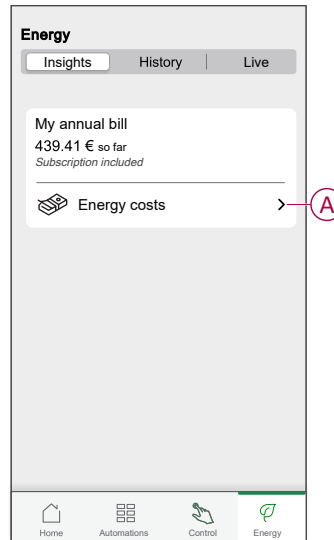 Energy
Insights History Live
My annual bill
439.41 € so far
Subscription included
Energy costs
A
Home Automations Control Energy